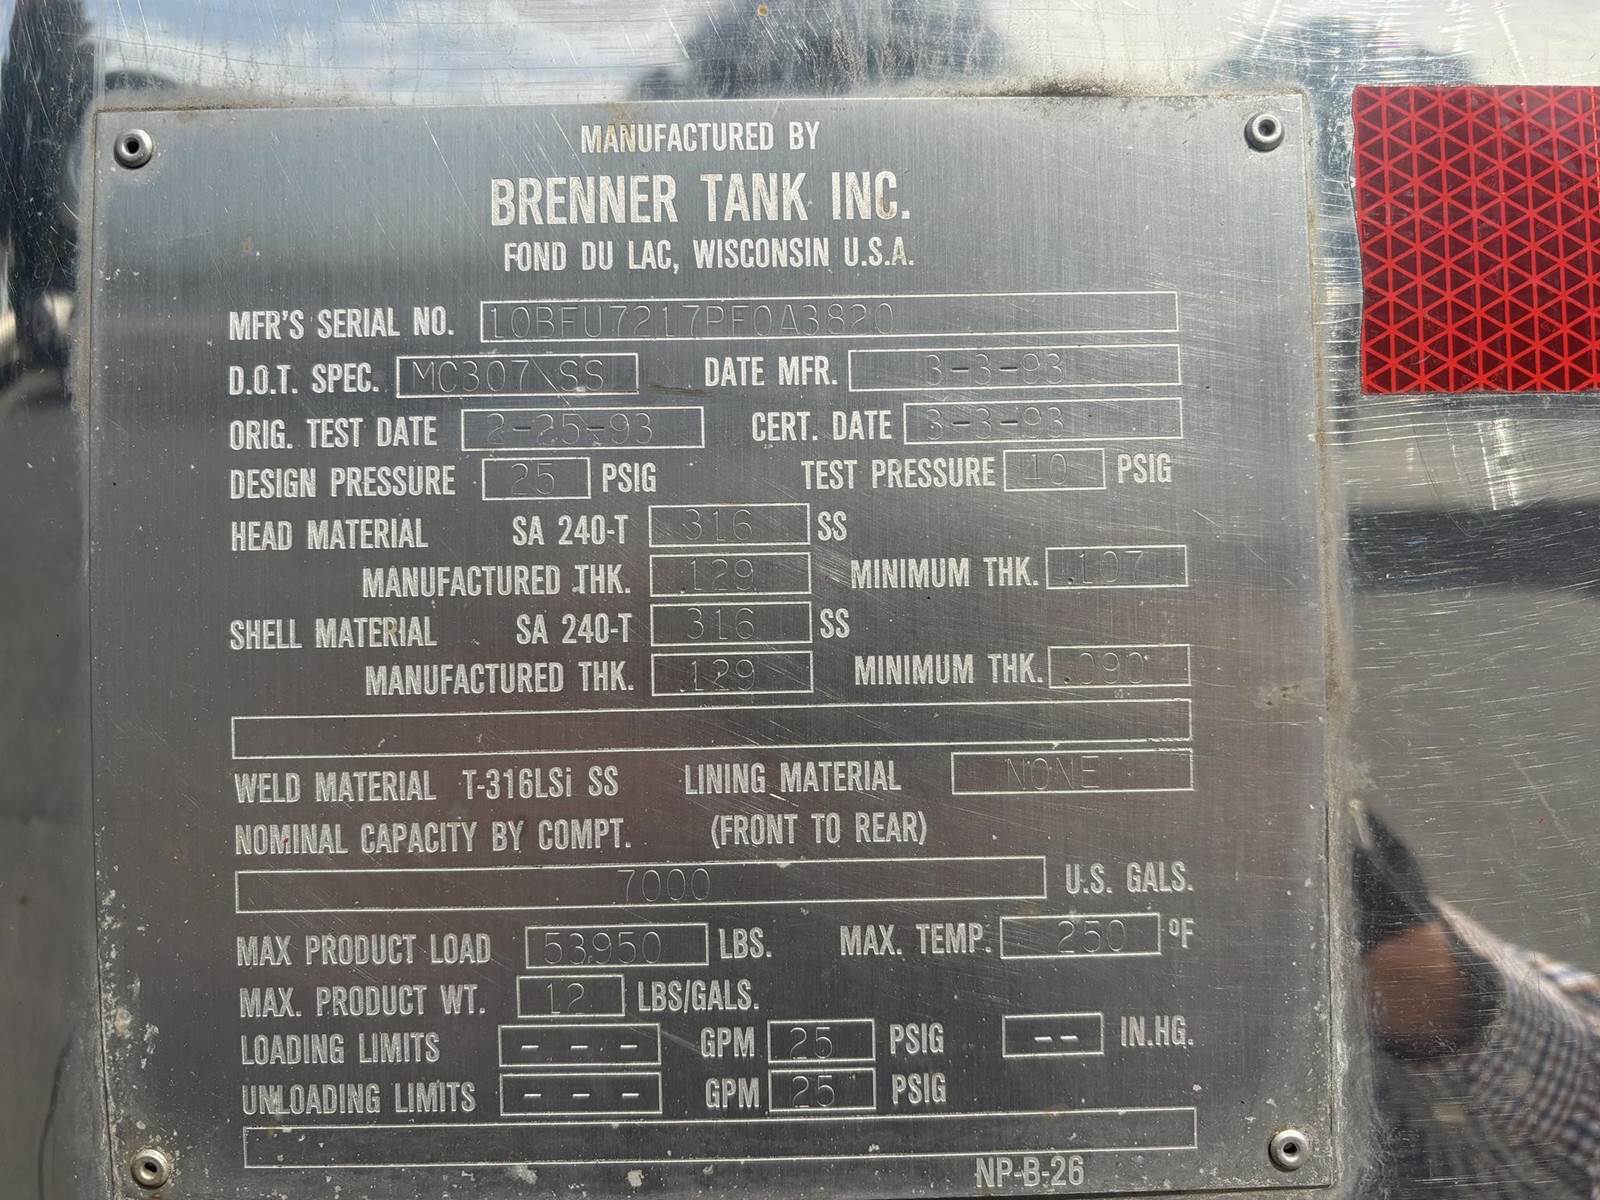 MANUFACTURED BY
BRENNER TANK INC.
FOND DU LAC, WISCONSIN U.S.A.
MFR'S SERIAL NO. 10BFU7217PF0A3820
D.O.T. SPEC. MC307\SS DATE MFR. 3-3-93
ORIG. TEST DATE 2-25-93 CERT. DATE 3-3-93
DESIGN PRESSURE 25 PSIG TEST PRESSURE 40 PSIG
HEAD MATERIAL SA 240-T 316 SS
MANUFACTURED THK. .129 MINIMUM THK. .107
SHELL MATERIAL SA 240-T 316 SS
MANUFACTURED THK. .129 MINIMUM THK. .090
WELD MATERIAL T-316LSi SS LINING MATERIAL NONE
NOMINAL CAPACITY BY COMPT. (FRONT TO REAR)
7000 U.S. GALS.
MAX PRODUCT LOAD 53950 LBS. MAX. TEMP. 250 °F
MAX. PRODUCT WT. 12 LBS/GALS.
LOADING LIMITS - - - GPM 25 PSIG -- IN.HG.
UNLOADING LIMITS - - - GPM 25 PSIG
NP-B-26